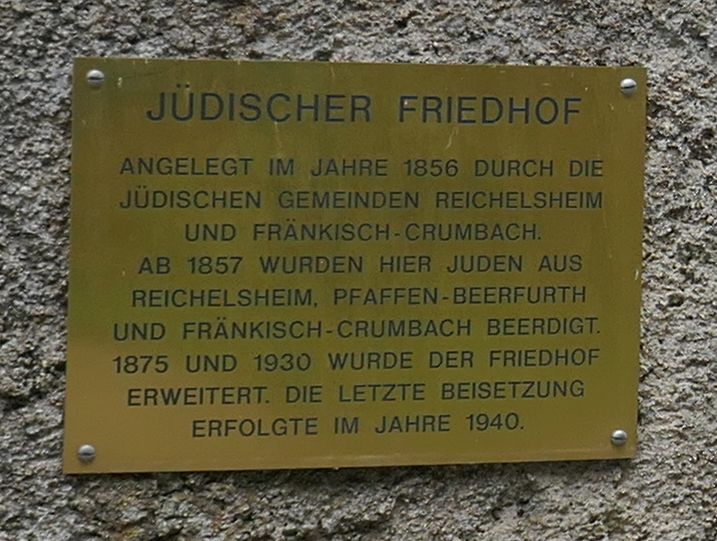 JÜDISCHER FRIEDHOF
ANGELEGT IM JAHRE 1856 DURCH DIE
JÜDISCHEN GEMEINDEN REICHELSHEIM
UND FRÄNKISCH-CRUMBACH.
AB 1857 WURDEN HIER JUDEN AUS
REICHELSHEIM, PFAFFEN-BEERFURTH
UND FRÄNKISCH-CRUMBACH BEERDIGT.
1875 UND 1930 WURDE DER FRIEDHOF
ERWEITERT. DIE LETZTE BEISETZUNG
ERFOLGTE IM JAHRE 1940.